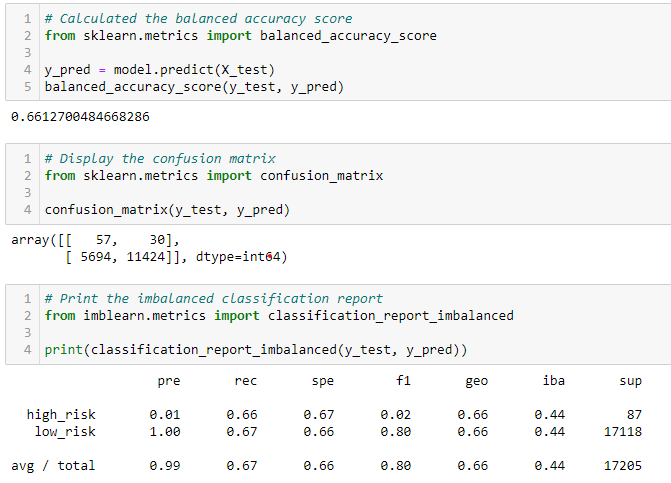 1 # Calculated the balanced accuracy score
2 from sklearn.metrics import balanced_accuracy_score
3
4 y_pred = model.predict(X_test)
5 balanced_accuracy_score(y_test, y_pred)
0.6612700484668286
1 # Display the confusion matrix
2 from sklearn.metrics import confusion_matrix
3
4 confusion_matrix(y_test, y_pred)
array([[   57,    30],
       [ 5694, 11424]], dtype=int64)
1 # Print the imbalanced classification report
2 from imblearn.metrics import classification_report_imbalanced
3
4 print(classification_report_imbalanced(y_test, y_pred))
pre rec spe f1 geo iba sup
high_risk 0.01 0.66 0.67 0.02 0.66 0.44 87
low_risk 1.00 0.67 0.66 0.80 0.66 0.44 17118
avg / total 0.99 0.67 0.66 0.80 0.66 0.44 17205